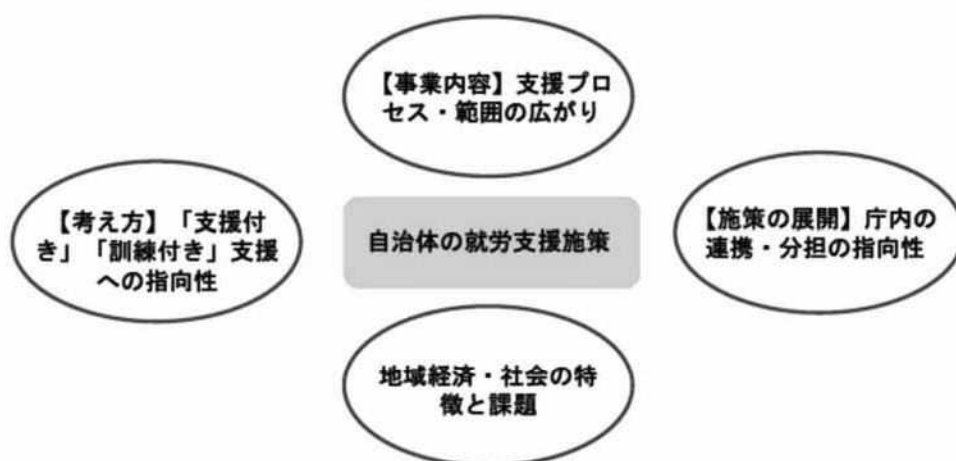 【事業内容】支援プロ
セス・範囲の広がり
【考え方】「支援付
き」「訓練付き」支援
への指向性
自治体の就労支援施策
【施策の展開】庁内の
連携・分担の指向性
地域経済・社会の特
徴と課題